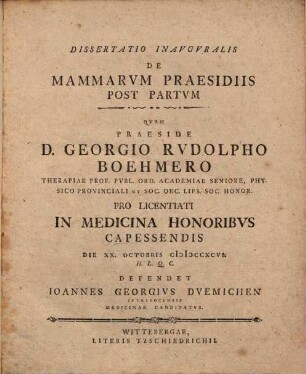 DISSERTATIO INAVGVRALIS
DE
MAMMARVM PRAESIDIIS
POST PARTVM
QVAM
PRAESIDE
D. GEORGIO RVDOLPHO
BOEHMERO
THERAPIAE PROF. PVBL. ORD. ACADEMIAE SENIORE, PHY-
SICO PROVINCIALI ET SOC. OEC. LIPS. SOC. HONOR.
PRO LICENTIATI
IN MEDICINA HONORIBVS
CAPESSENDIS
DIE XX. OCTOBRIS CIƆIƆCCXCVI.
H. L. Q. C.
DEFENDET
IOANNES GEORGIVS DVEMICHEN
MEDICINAE CANDIDATVS.
WITTEBERGAE,
LITERIS TZSCHIEDRICHII.